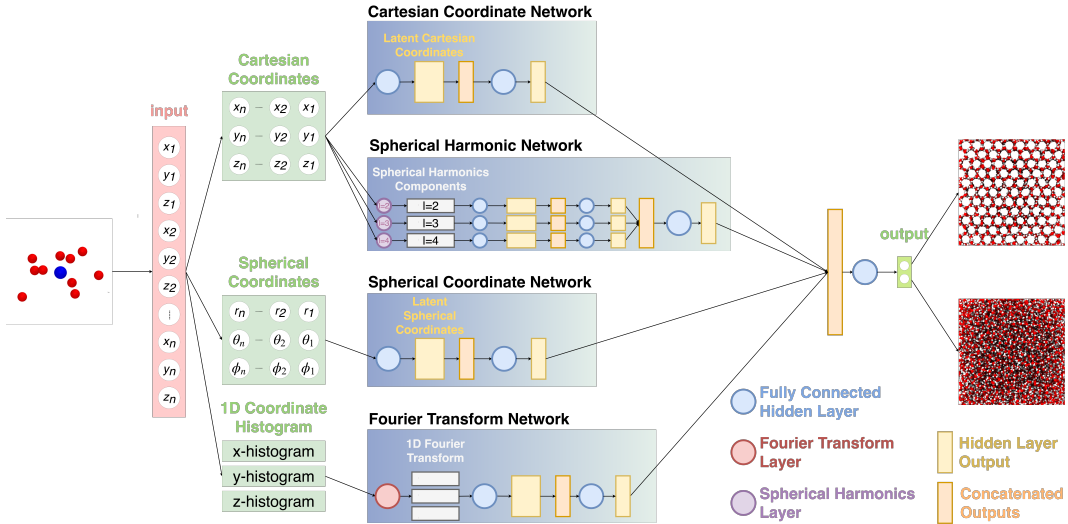 Cartesian Coordinate Network
Latent Cartesian
Coordinates
Cartesian
Coordinates
xn – x2 x1
yn – y2 y1
zn – z2 z1
input
x1
y1
z1
x2
y2
z2
⋮
xn
yn
zn
Spherical Harmonic Network
Spherical Harmonics
Components
l=2 l=2
l=3 l=3
l=4 l=4
Spherical
Coordinates
rn – r2 r1
θn – θ2 θ1
ϕn – ϕ2 ϕ1
Spherical Coordinate Network
Latent
Spherical
Coordinates
output
1D Coordinate
Histogram
x-histogram
y-histogram
z-histogram
Fourier Transform Network
1D Fourier
Transform
Fully Connected
Hidden Layer
Fourier Transform
Layer
Hidden Layer
Output
Spherical Harmonics
Layer
Concatenated
Outputs